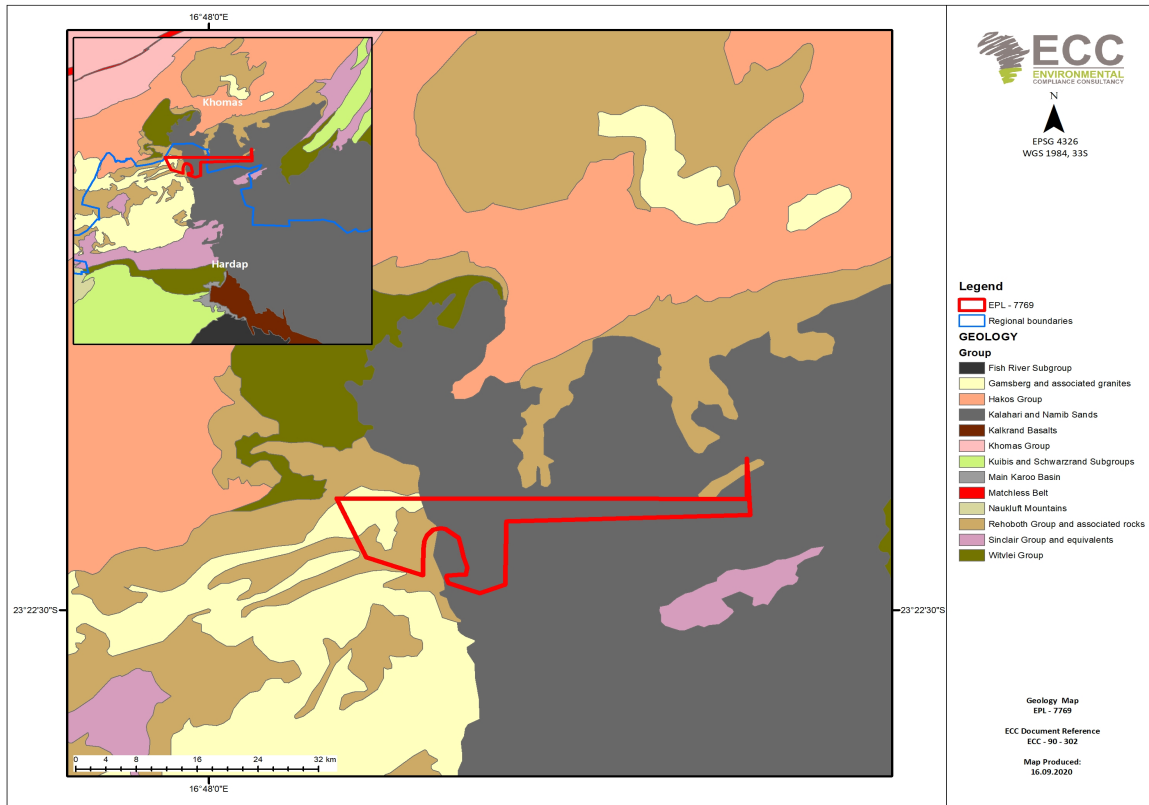 16°48'0"E
Khomas
Hardap
23°22'30"S
23°22'30"S
0 4 8 16 24 32 km
16°48'0"E
ECC
ENVIRONMENTAL
COMPLIANCE CONSULTANCY
N
EPSG 4326
WGS 1984, 33S
Legend
EPL - 7769
Regional boundaries
GEOLOGY
Group
Fish River Subgroup
Gamsberg and associated granites
Hakos Group
Kalahari and Namib Sands
Kalkrand Basalts
Khomas Group
Kuibis and Schwarzrand Subgroups
Main Karoo Basin
Matchless Belt
Naukluft Mountains
Rehoboth Group and associated rocks
Sinclair Group and equivalents
Witvlei Group
Geology Map
EPL - 7769
ECC Document Reference
ECC - 90 - 302
Map Produced:
16.09.2020